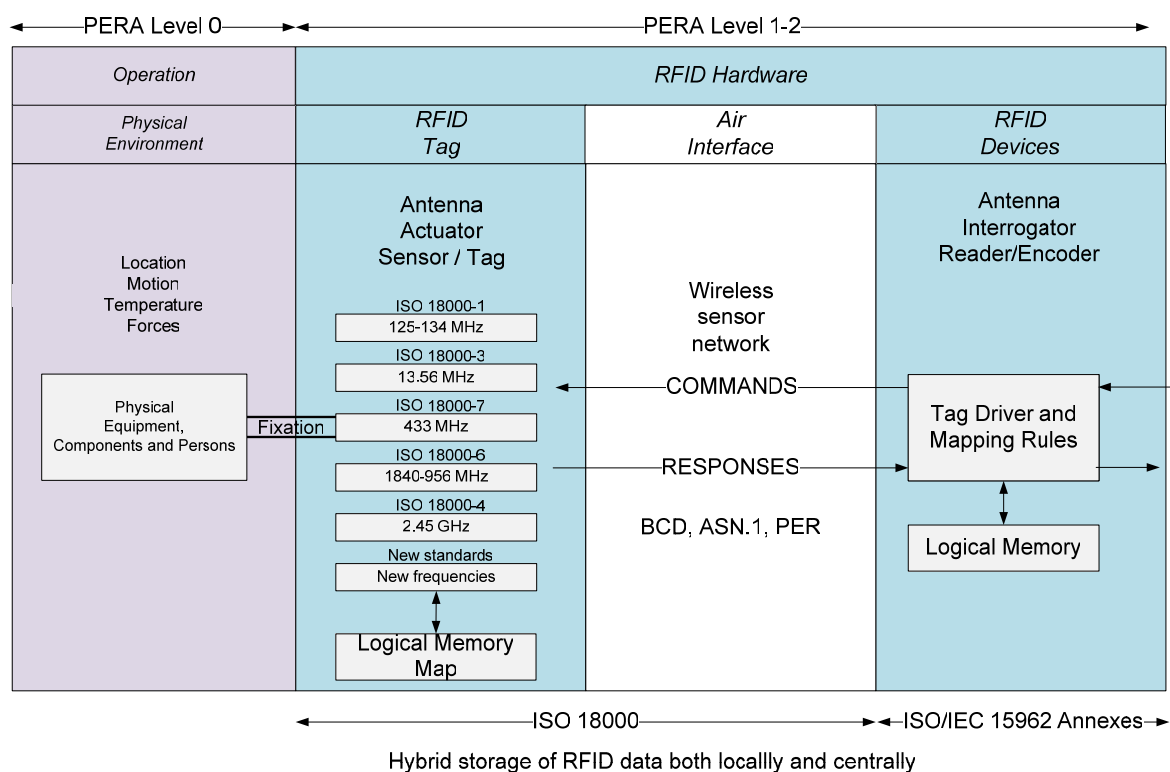 PERA Level 0
PERA Level 1-2
Operation
RFID Hardware
Physical
Environment
RFID
Tag
Air
Interface
RFID
Devices
Location
Motion
Temperature
Forces
Physical
Equipment,
Components and Persons
Fixation
Antenna
Actuator
Sensor / Tag
ISO 18000-1
125-134 MHz
ISO 18000-3
13.56 MHz
ISO 18000-7
433 MHz
ISO 18000-6
1840-956 MHz
ISO 18000-4
2.45 GHz
New standards
New frequencies
Logical Memory
Map
Wireless
sensor
network
COMMANDS
RESPONSES
BCD, ASN.1, PER
Antenna
Interrogator
Reader/Encoder
Tag Driver and
Mapping Rules
Logical Memory
ISO 18000
ISO/IEC 15962 Annexes
Hybrid storage of RFID data both locallly and centrally